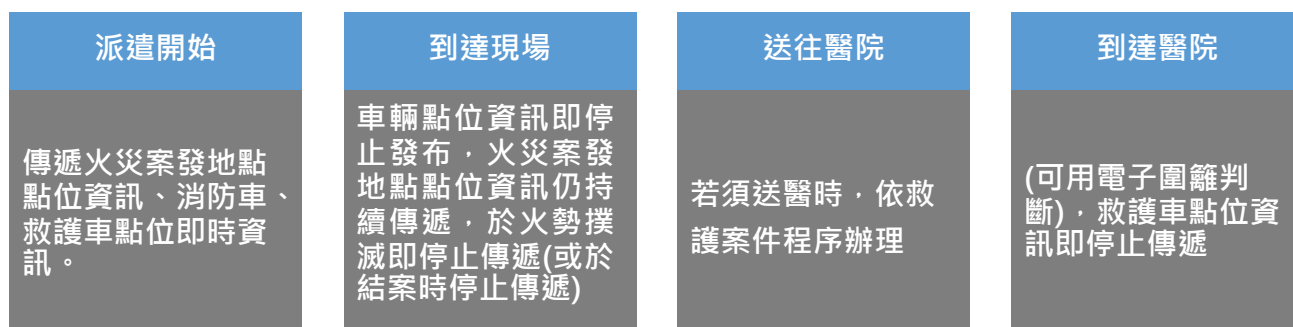 派遣開始
傳遞火災案發地點
點位資訊、消防車、
救護車點位即時資
訊。
到達現場
車輛點位資訊即停
止發布，火災案發
地點點位資訊仍持
續傳遞，於火勢撲
滅即停止傳遞(或於
結案時停止傳遞)
送往醫院
若須送醫時，依救
護案件程序辦理
到達醫院
(可用電子圍籬判
斷)，救護車點位資
訊即停止傳遞